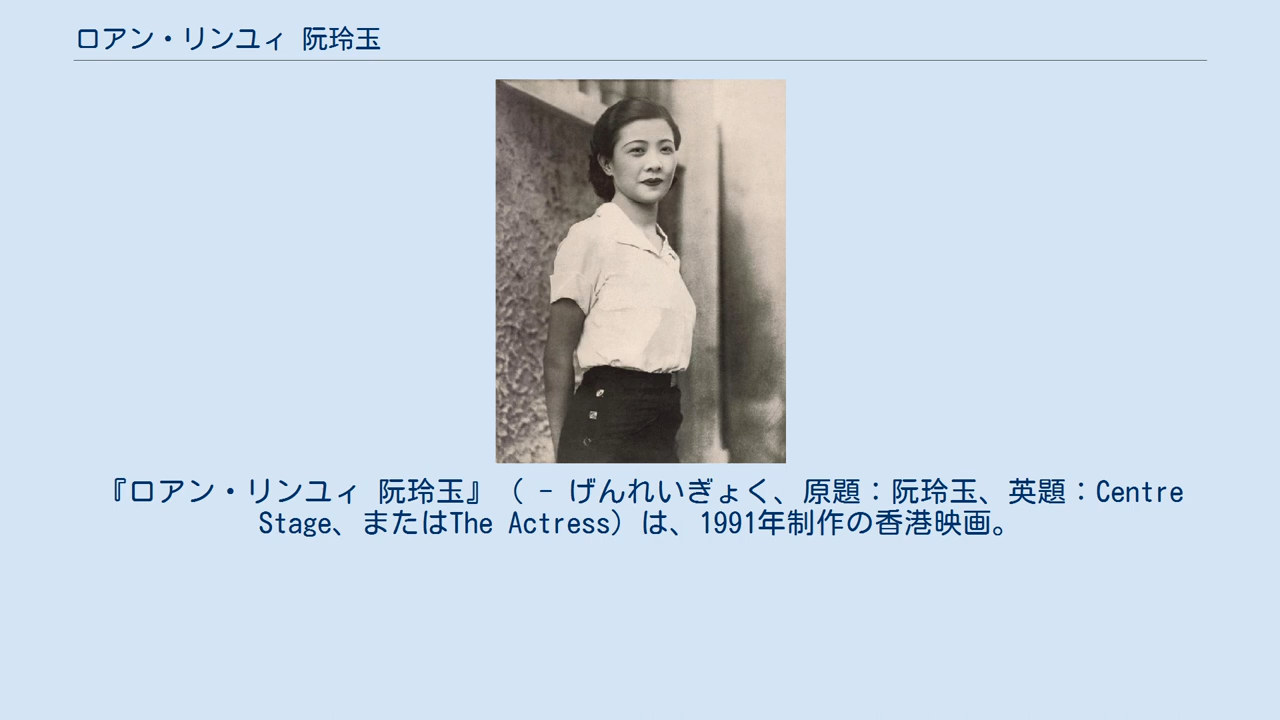 ロアン・リンユィ 阮玲玉
『ロアン・リンユィ 阮玲玉』（ - げんれいぎょく、原題：阮玲玉、英題：Centre
Stage、またはThe Actress）は、1991年制作の香港映画。